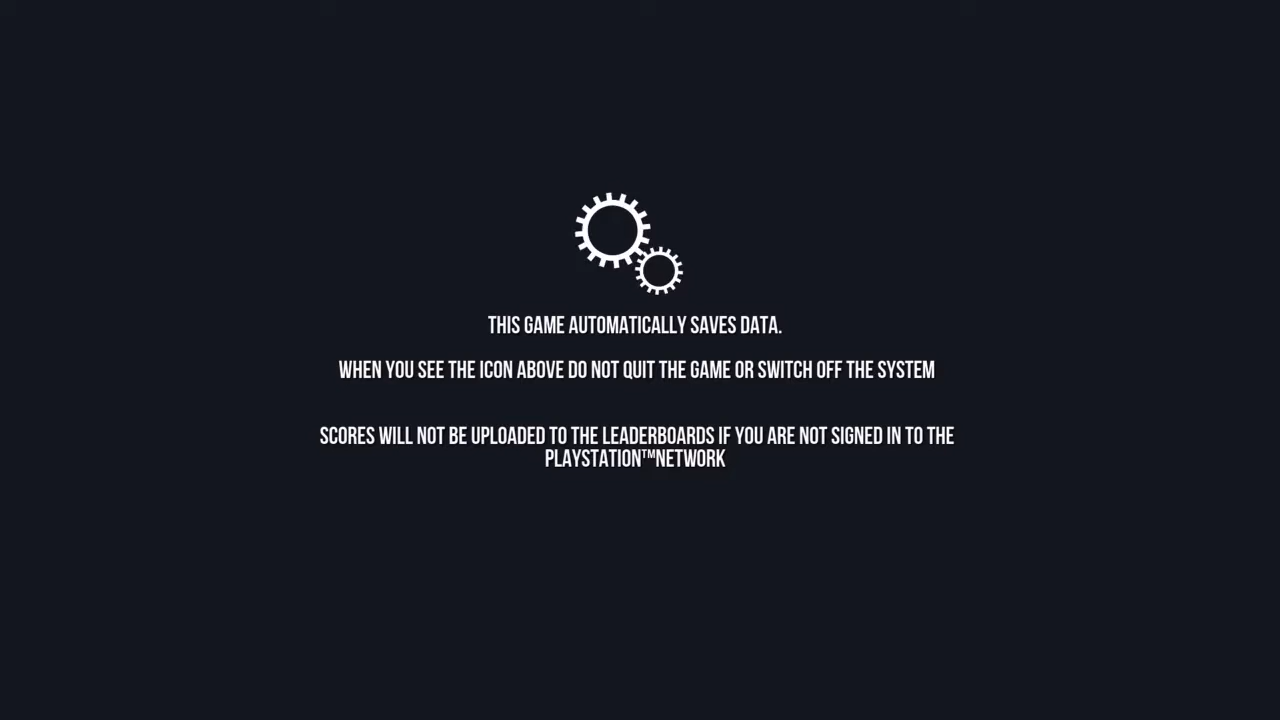 THIS GAME AUTOMATICALLY SAVES DATA.
WHEN YOU SEE THE ICON ABOVE DO NOT QUIT THE GAME OR SWITCH OFF THE SYSTEM
SCORES WILL NOT BE UPLOADED TO THE LEADERBOARDS IF YOU ARE NOT SIGNED IN TO THE
PLAYSTATION™NETWORK